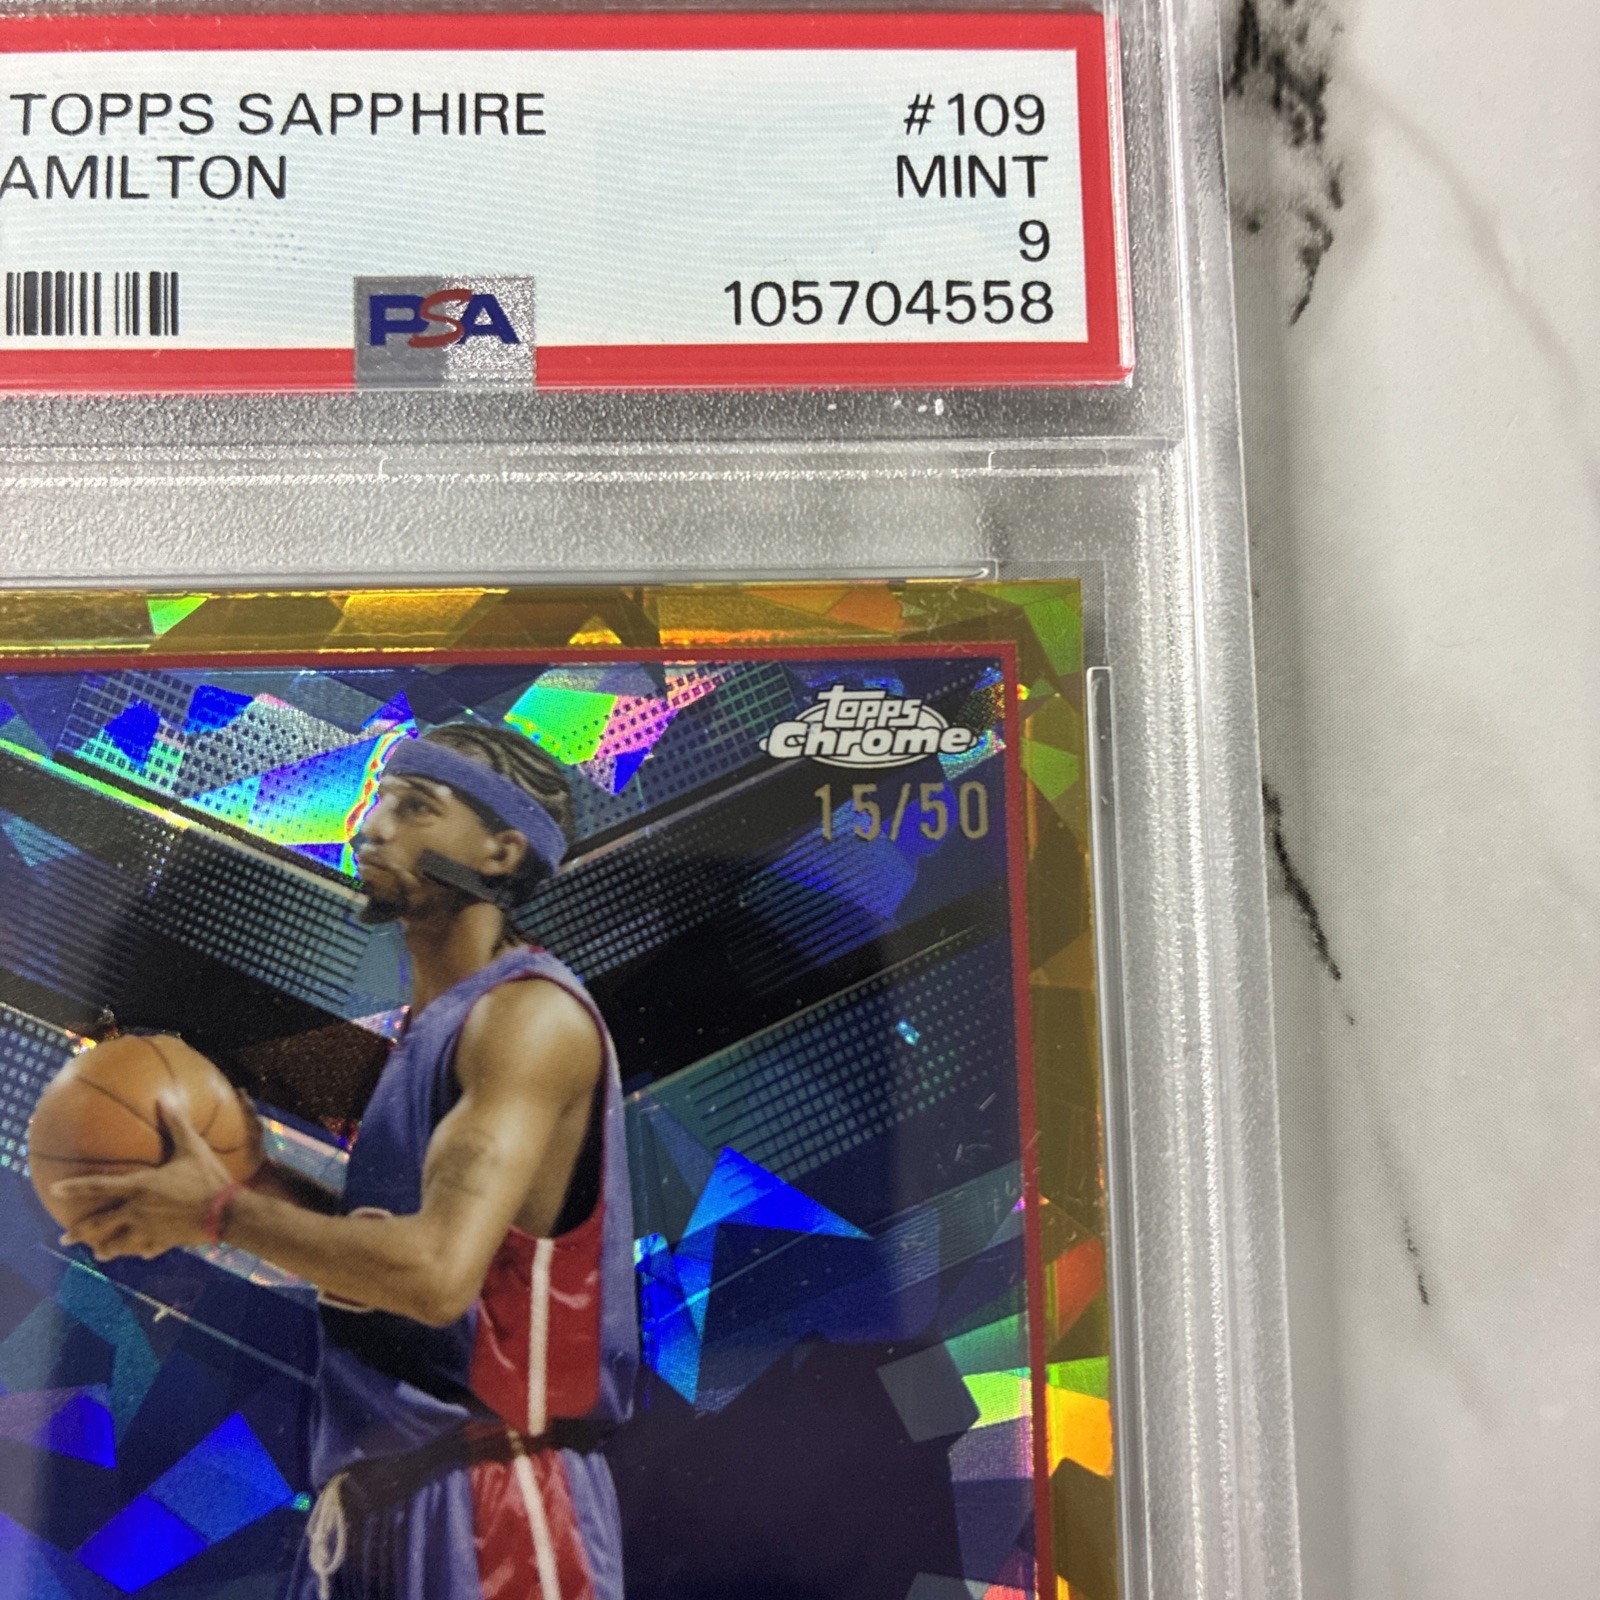 TOPPS SAPPHIRE #109
AMILTON MINT
9
PSA 105704558
topps
Chrome
15/50